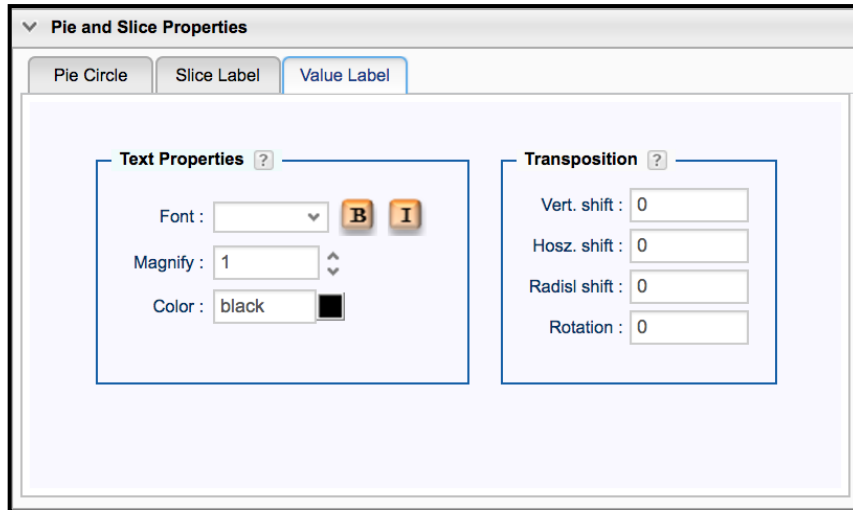 Pie and Slice Properties
Pie Circle Slice Label Value Label
Text Properties ?
Font : B I
Magnify : 1
Color : black
Transposition ?
Vert. shift : 0
Hosz. shift : 0
Radisl shift : 0
Rotation : 0